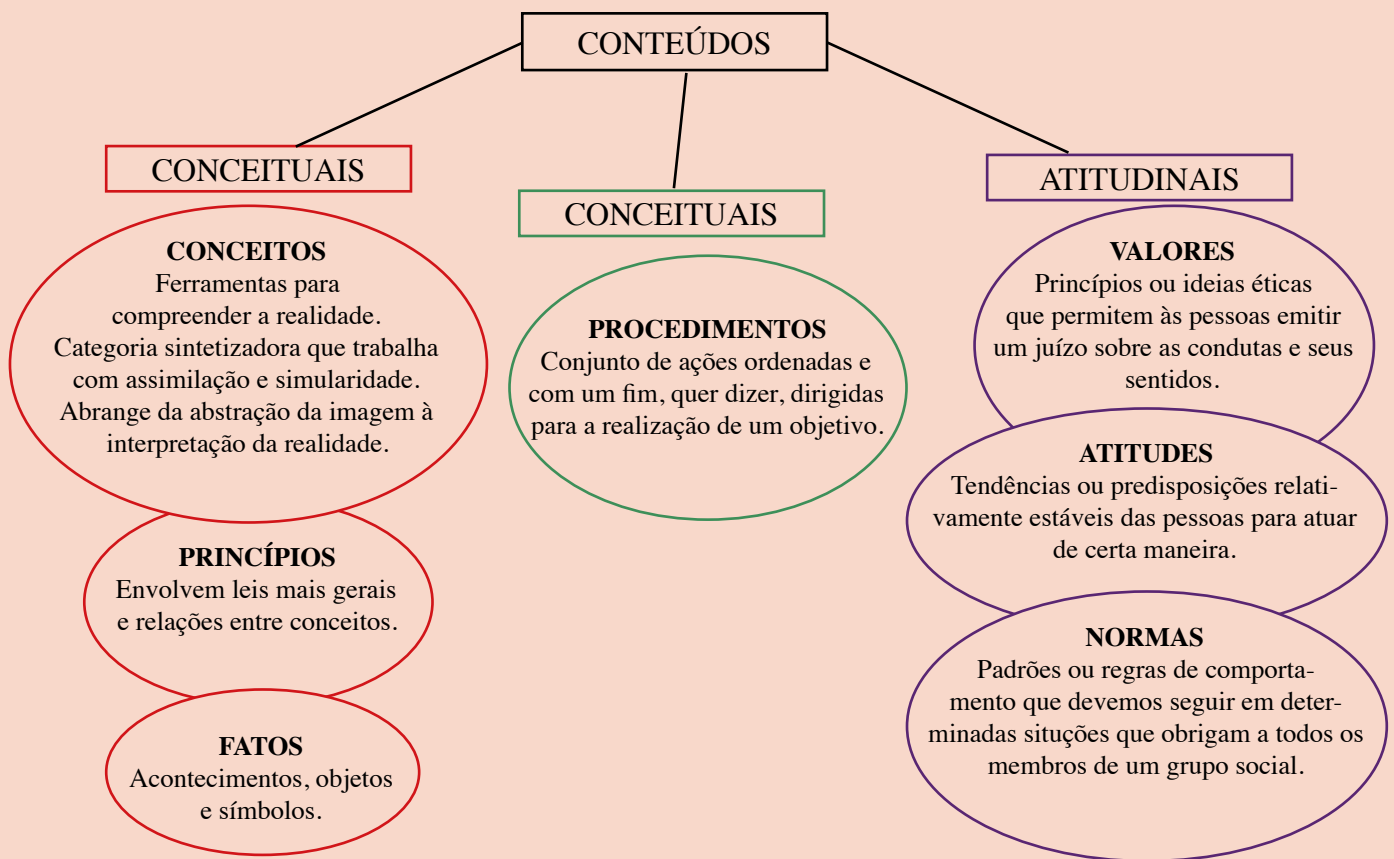 CONTEÚDOS
CONCEITUAIS
CONCEITOS
Ferramentas para
compreender a realidade.
Categoria sintetizadora que trabalha
com assimilação e simularidade.
Abrange da abstração da imagem à
interpretação da realidade.
PRINCÍPIOS
Envolvem leis mais gerais
e relações entre conceitos.
FATOS
Acontecimentos, objetos
e símbolos.
CONCEITUAIS
PROCEDIMENTOS
Conjunto de ações ordenadas e
com um fim, quer dizer, dirigidas
para a realização de um objetivo.
ATITUDINAIS
VALORES
Princípios ou ideias éticas
que permitem às pessoas emitir
um juízo sobre as condutas e seus
sentidos.
ATITUDES
Tendências ou predisposições relati-
vamente estáveis das pessoas para atuar
de certa maneira.
NORMAS
Padrões ou regras de comporta-
mento que devemos seguir em deter-
minadas situções que obrigam a todos os
membros de um grupo social.